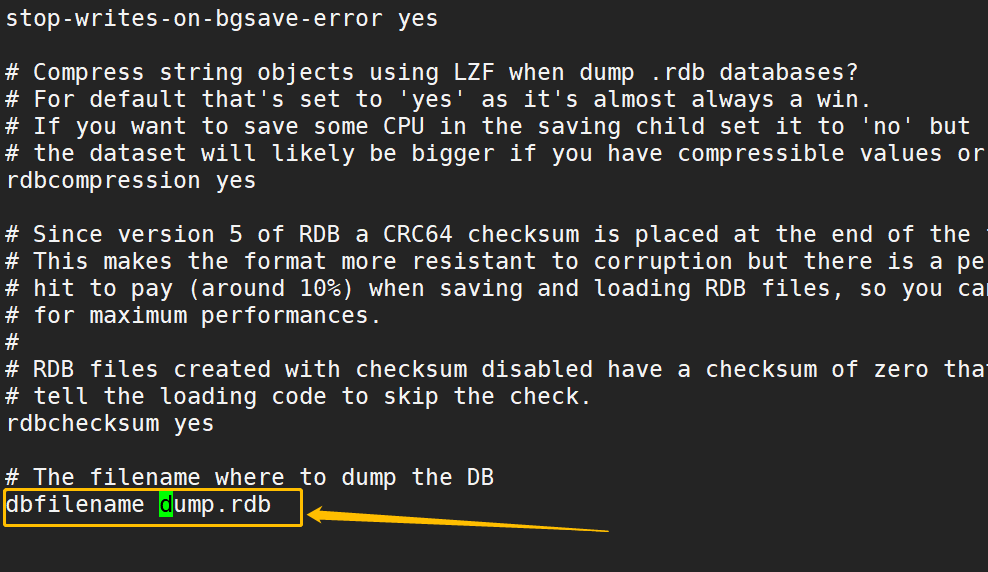 stop-writes-on-bgsave-error yes
# Compress string objects using LZF when dump .rdb databases?
# For default that's set to 'yes' as it's almost always a win.
# If you want to save some CPU in the saving child set it to 'no' but
# the dataset will likely be bigger if you have compressible values or
rdbcompression yes
# Since version 5 of RDB a CRC64 checksum is placed at the end of the
# This makes the format more resistant to corruption but there is a pe
# hit to pay (around 10%) when saving and loading RDB files, so you can
# for maximum performances.
#
# RDB files created with checksum disabled have a checksum of zero that
# tell the loading code to skip the check.
rdbchecksum yes
# The filename where to dump the DB
dbfilename dump.rdb